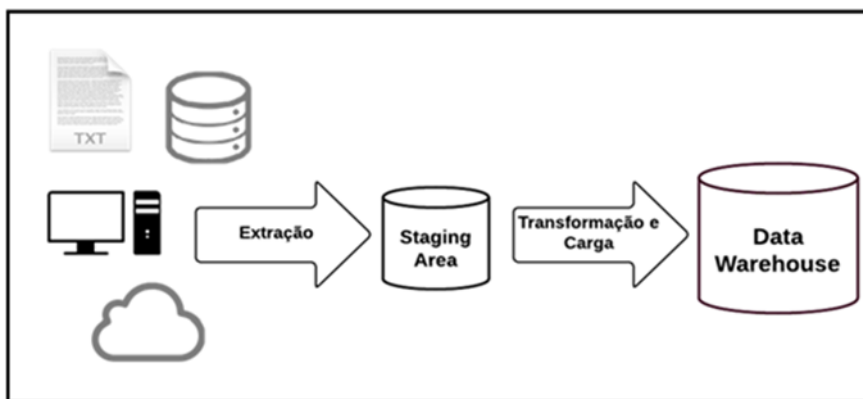 TXT
Extração
Staging
Area
Transformação e
Carga
Data
Warehouse